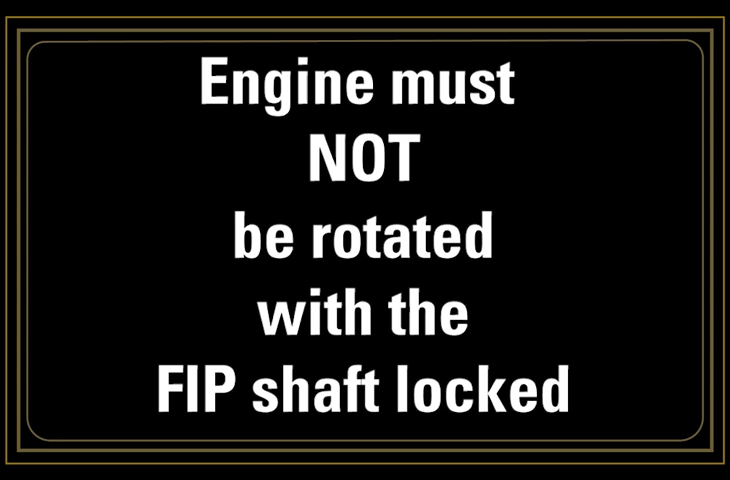 Engine must
NOT
be rotated
with the
FIP shaft locked